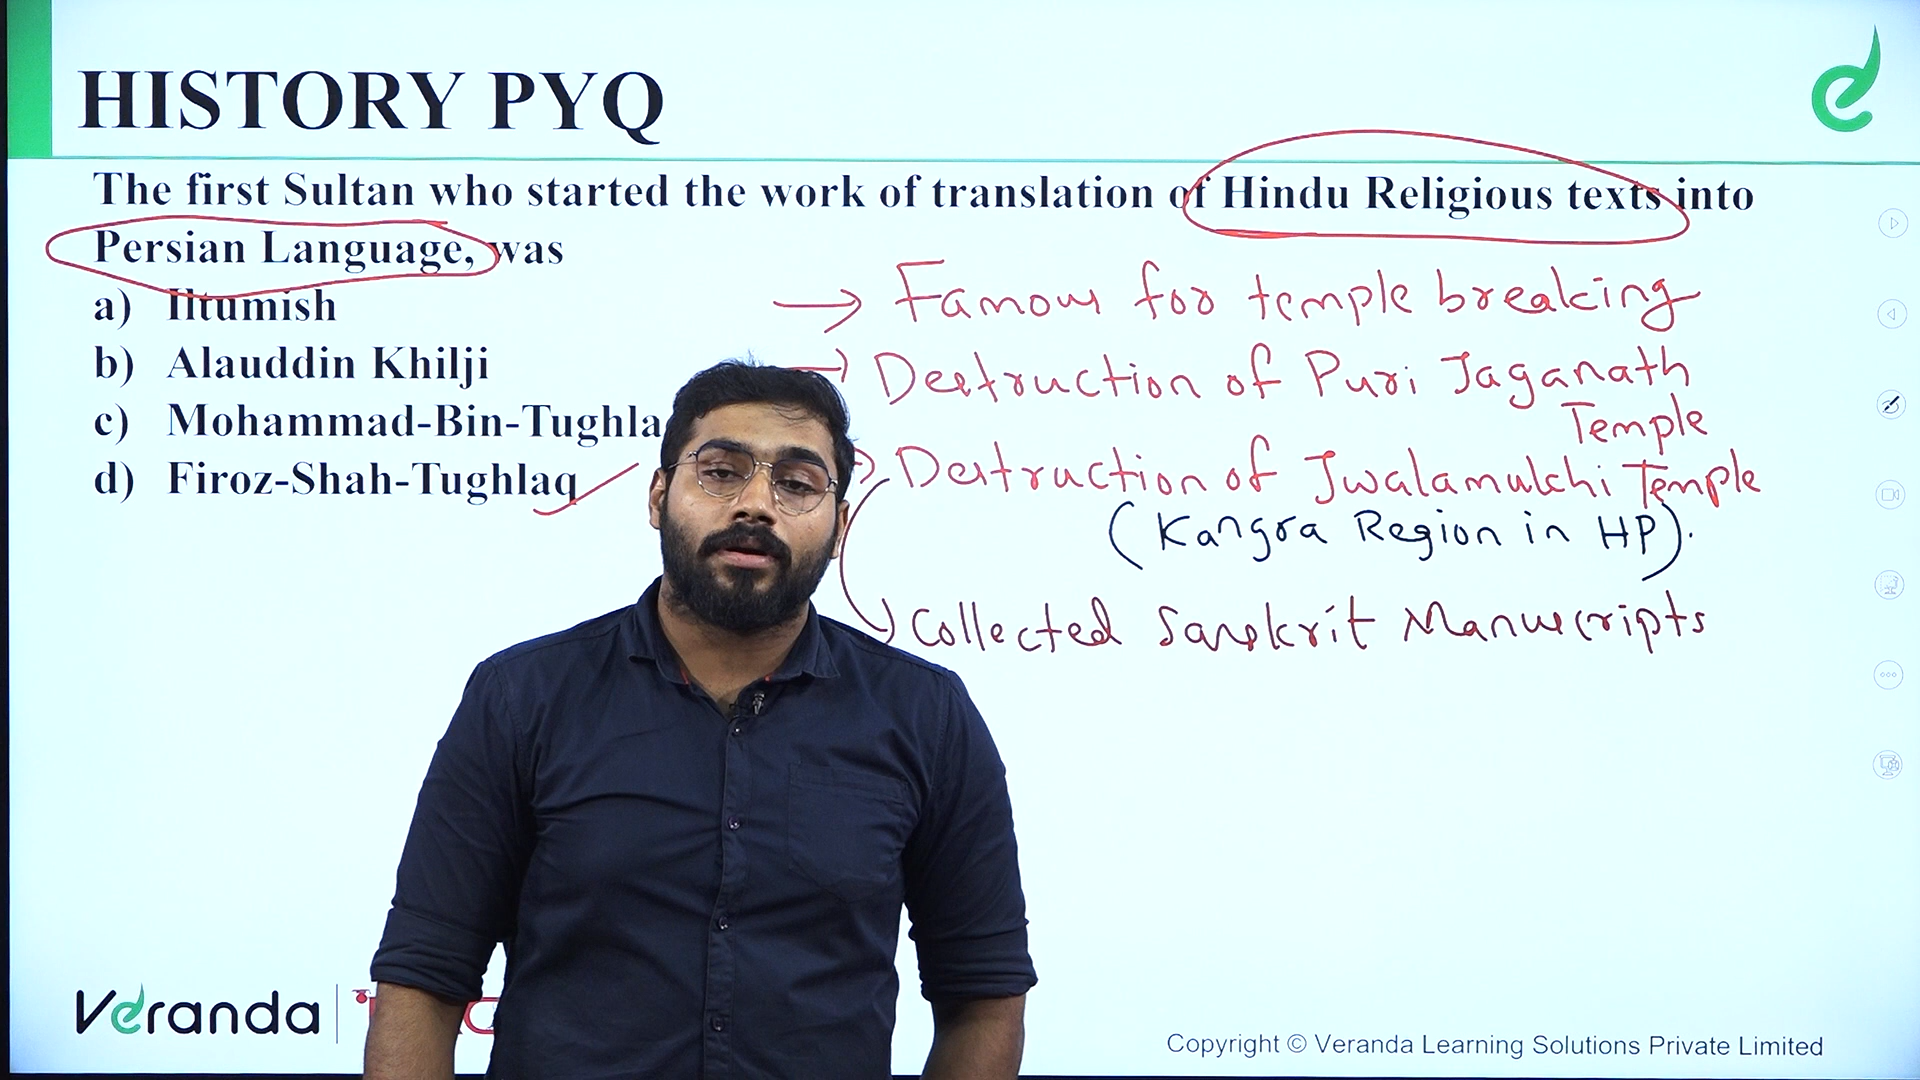 HISTORY PYQ
The first Sultan who started the work of translation of Hindu Religious texts into
Persian Language, was
a) Iltumish
b) Alauddin Khilji
c) Mohammad-Bin-Tughla
d) Firoz-Shah-Tughlaq
→ Famous for temple breaking
→ Destruction of Puri Jaganath
Temple
→ Destruction of Jwalamukhi Temple
(Kangra Region in HP).
→ Collected Sanskrit Manuscripts
Veranda
Copyright © Veranda Learning Solutions Private Limited